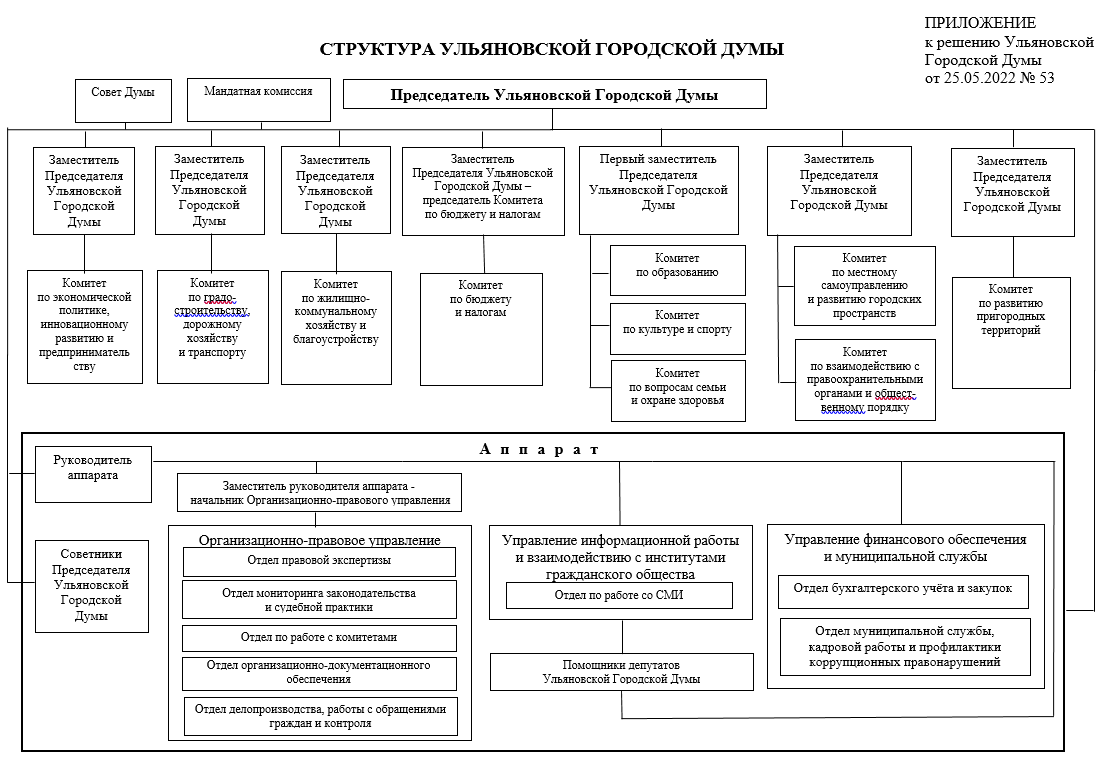 ПРИЛОЖЕНИЕ
к решению Ульяновской
Городской Думы
от 25.05.2022 № 53
СТРУКТУРА УЛЬЯНОВСКОЙ ГОРОДСКОЙ ДУМЫ
Совет Думы
Мандатная комиссия
Председатель Ульяновской Городской Думы
Заместитель
Председателя
Ульяновской
Городской
Думы
Заместитель
Председателя
Ульяновской
Городской
Думы
Заместитель
Председателя
Ульяновской
Городской
Думы
Заместитель
Председателя Ульяновской
Городской Думы –
председатель Комитета
по бюджету и налогам
Первый заместитель
Председателя
Ульяновской Городской
Думы
Заместитель
Председателя
Ульяновской
Городской Думы
Заместитель
Председателя
Ульяновской
Городской Думы
Комитет
по экономической
политике,
инновационному
развитию и
предприниматель
ству
Комитет
по градо-
строительству,
дорожному
хозяйству
и транспорту
Комитет
по жилищно-
коммунальному
хозяйству и
благоустройству
Комитет
по бюджету
и налогам
Комитет
по образованию
Комитет
по культуре и спорту
Комитет
по вопросам семьи
и охране здоровья
Комитет
по местному
самоуправлению
и развитию городских
пространств
Комитет
по взаимодействию с
правоохранительными
органами и общест-
венному порядку
Комитет
по развитию
пригородных
территорий
А п п а р а т
Руководитель
аппарата
Советники
Председателя
Ульяновской
Городской
Думы
Заместитель руководителя аппарата -
начальник Организационно-правового управления
Организационно-правовое управление
Отдел правовой экспертизы
Отдел мониторинга законодательства
и судебной практики
Отдел по работе с комитетами
Отдел организационно-документационного
обеспечения
Отдел делопроизводства, работы с обращениями
граждан и контроля
Управление информационной работы
и взаимодействию с институтами
гражданского общества
Отдел по работе со СМИ
Помощники депутатов
Ульяновской Городской Думы
Управление финансового обеспечения
и муниципальной службы
Отдел бухгалтерского учёта и закупок
Отдел муниципальной службы,
кадровой работы и профилактики
коррупционных правонарушений